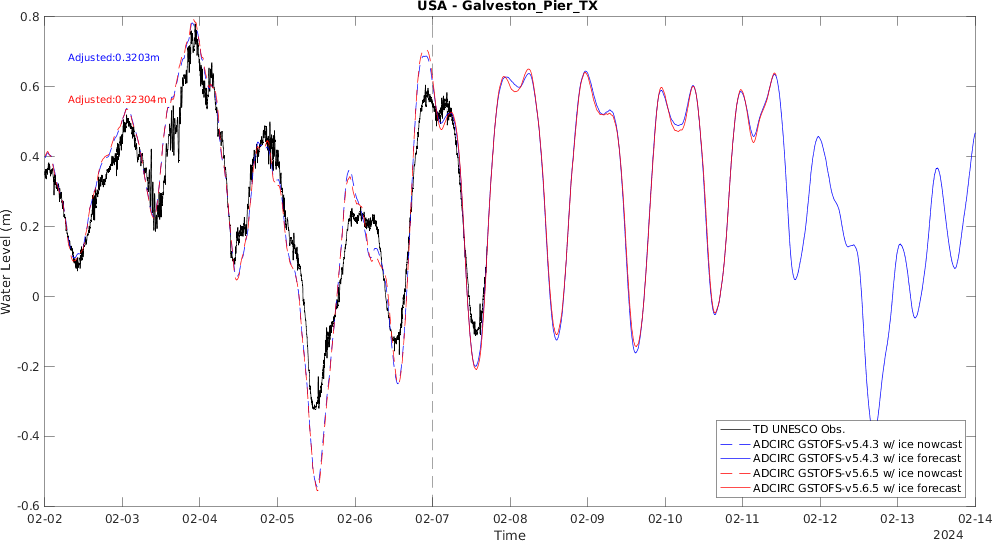 USA - Galveston_Pier_TX
0.8
0.6
0.4
0.2
0
-0.2
-0.4
-0.6
Water Level (m)
Adjusted:0.3203m
Adjusted:0.32304m
TD UNESCO Obs.
ADCIRC GSTOFS-v5.4.3 w/ ice nowcast
ADCIRC GSTOFS-v5.4.3 w/ ice forecast
ADCIRC GSTOFS-v5.6.5 w/ ice nowcast
ADCIRC GSTOFS-v5.6.5 w/ ice forecast
02-02 02-03 02-04 02-05 02-06 02-07 02-08 02-09 02-10 02-11 02-12 02-13 02-14
Time
2024